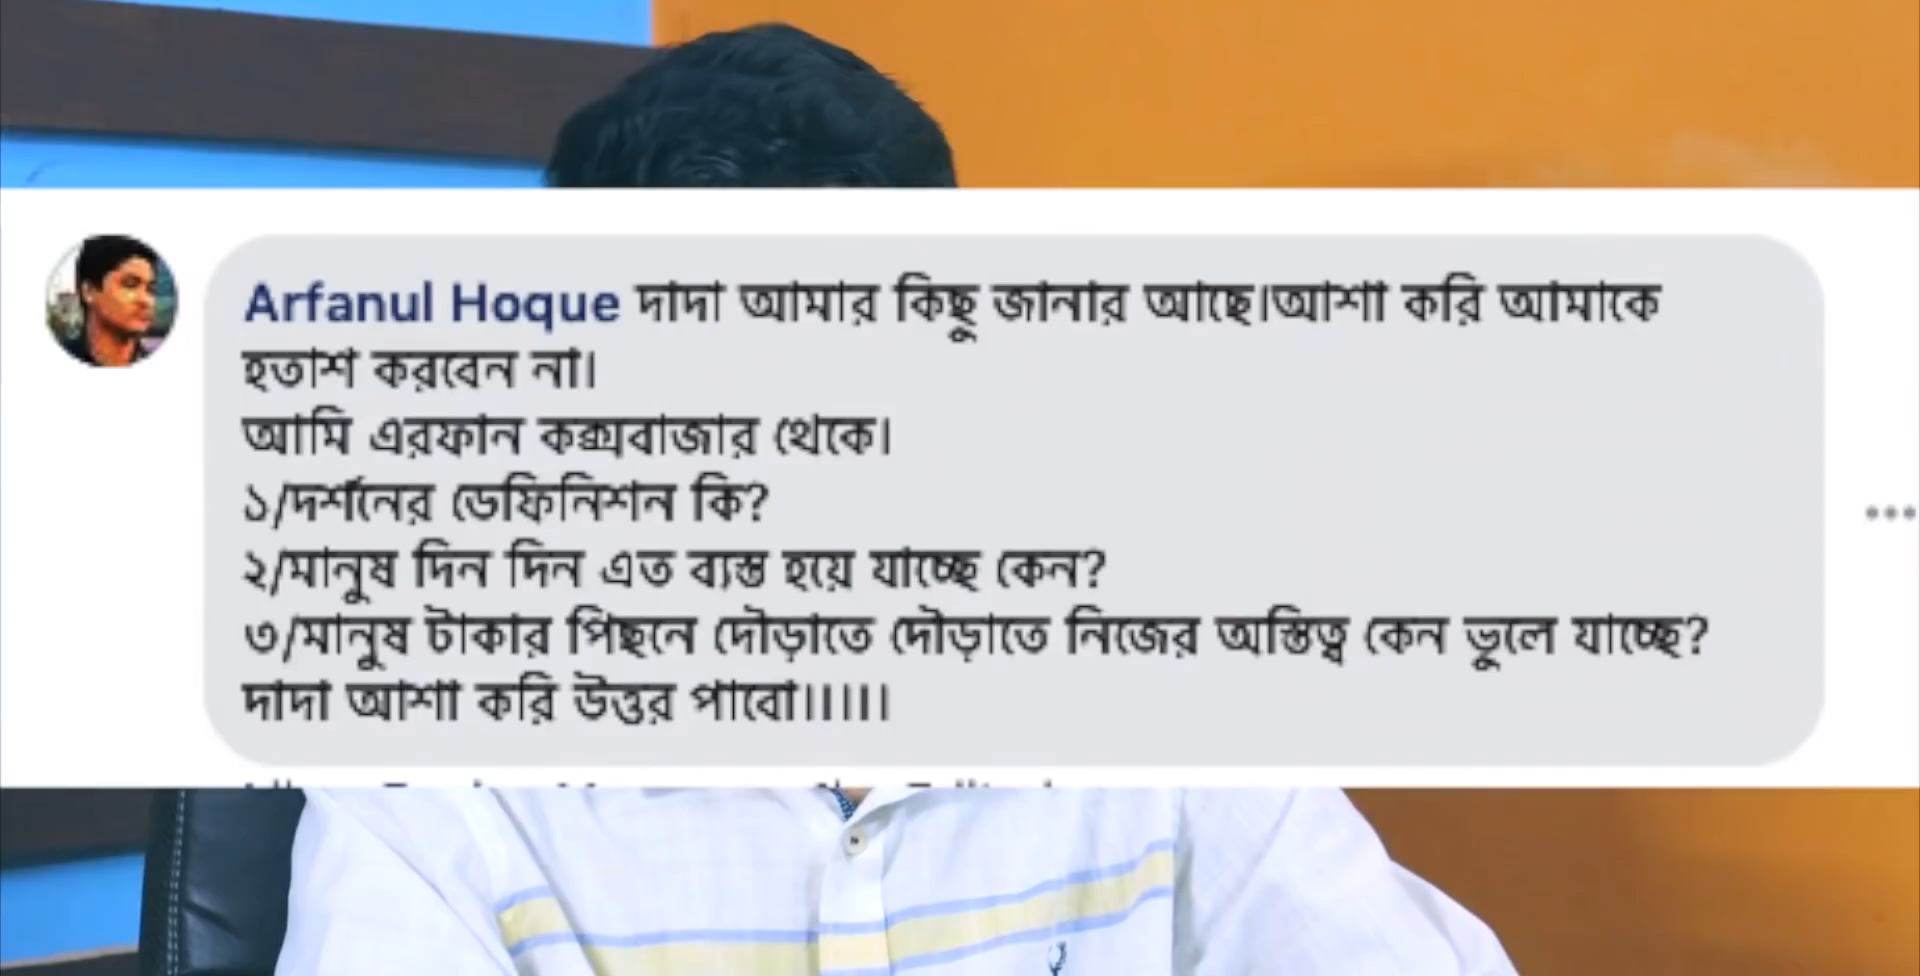 Arfanul Hoque দাদা আমার কিছু জানার আছে।আশা করি আমাকে
হতাশ করবেন না।
আমি এরফান কক্সবাজার থেকে।
১/দর্শনের ডেফিনিশন কি?
২/মানুষ দিন দিন এত ব্যস্ত হয়ে যাচ্ছে কেন?
৩/মানুষ টাকার পিছনে দৌড়াতে দৌড়াতে নিজের অস্তিত্ব কেন ভুলে যাচ্ছে?
দাদা আশা করি উত্তর পাবো।।।।।।